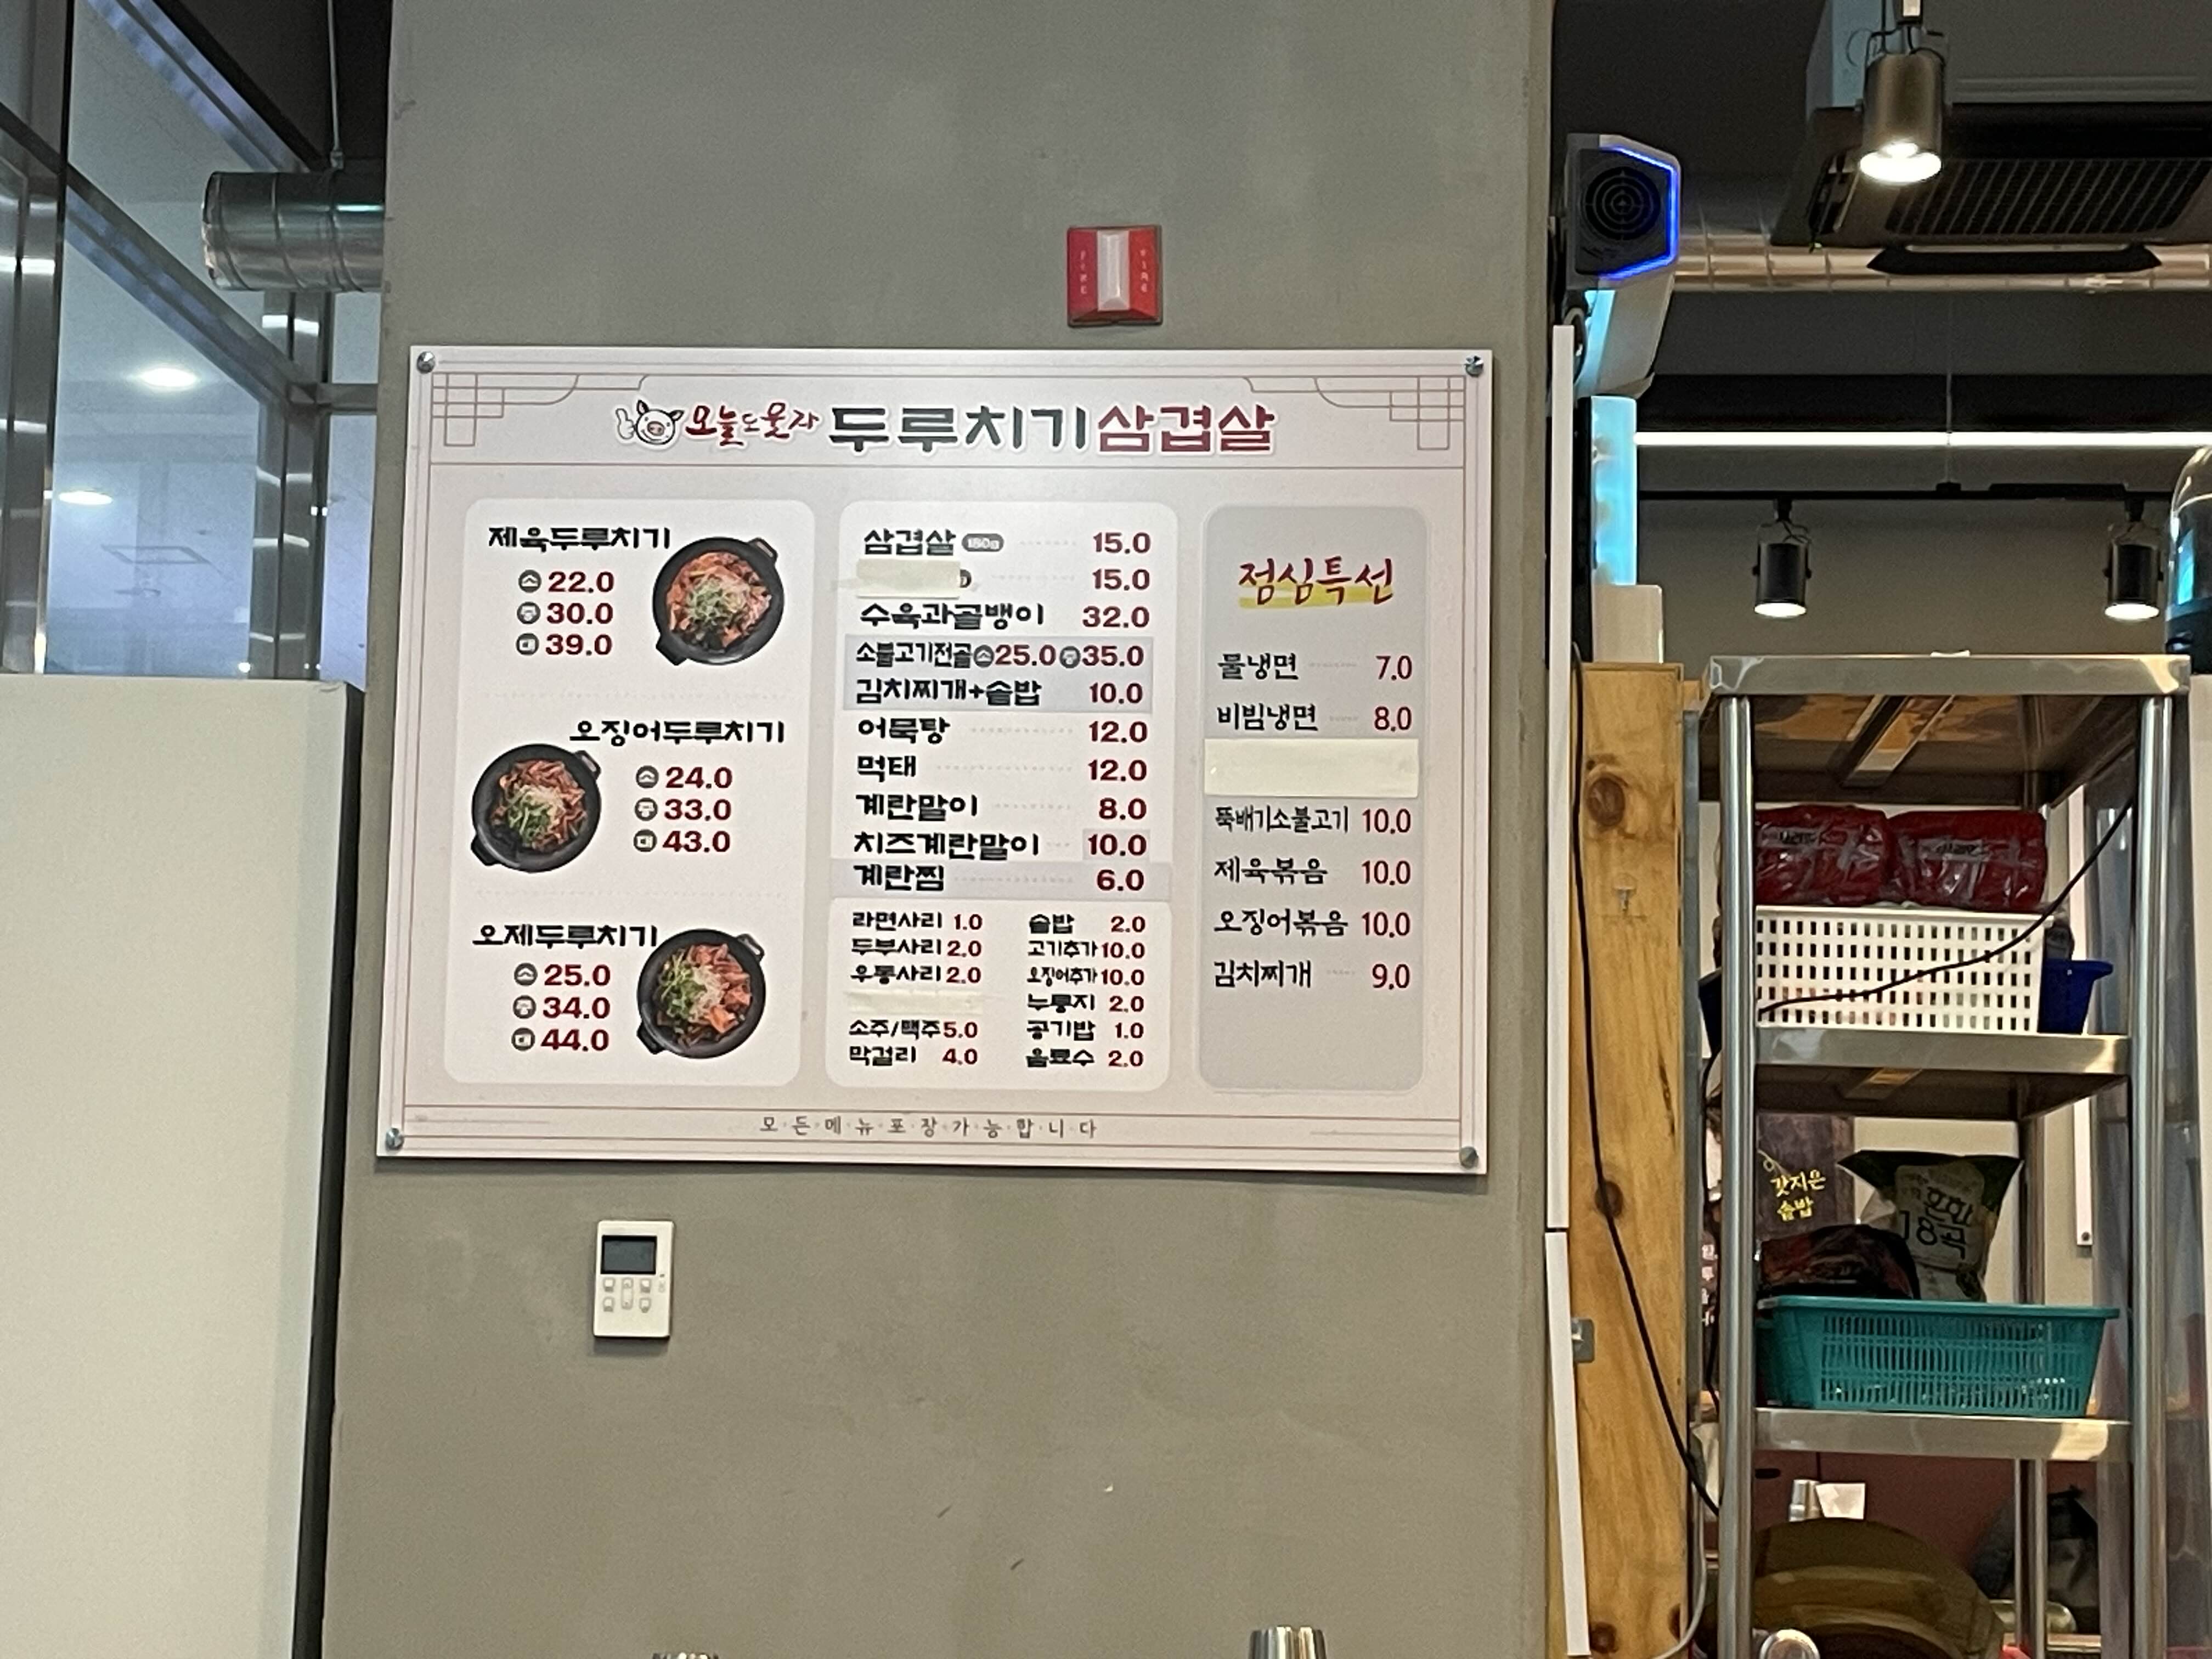 오늘도 묵자 두루치기삼겹살
제육두루치기
소 22.0
중 30.0
대 39.0
오징어두루치기
소 24.0
중 33.0
대 43.0
오제두루치기
소 25.0
중 34.0
대 44.0
삼겹살 180g 15.0
15.0
수육과골뱅이 32.0
소불고기전골 소 25.0 중 35.0
김치찌개+솥밥 10.0
어묵탕 12.0
먹태 12.0
계란말이 8.0
치즈계란말이 10.0
계란찜 6.0
라면사리 1.0
두부사리 2.0
우동사리 2.0
소주/맥주 5.0
막걸리 4.0
솥밥 2.0
고기추가 10.0
오징어추가 10.0
누룽지 2.0
공기밥 1.0
음료수 2.0
점심특선
물냉면 7.0
비빔냉면 8.0
뚝배기소불고기 10.0
제육볶음 10.0
오징어볶음 10.0
김치찌개 9.0
모·든·메·뉴·포·장·가·능·합·니·다
FIRE
FIRE
갓지은
솥밥
18곡